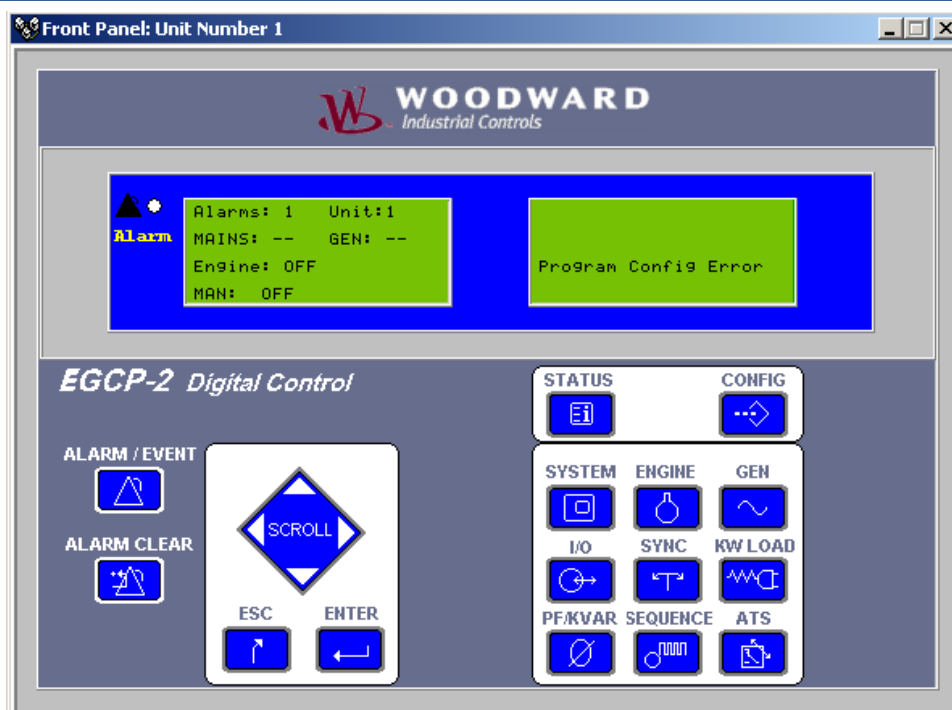 Front Panel: Unit Number 1
WOODWARD
Industrial Controls
Alarm
Alarms: 1 Unit:1
MAINS: -- GEN: --
Engine: OFF
MAN: OFF
Program Config Error
EGCP-2 Digital Control
STATUS CONFIG
ALARM / EVENT
SYSTEM ENGINE GEN
SCROLL
ALARM CLEAR
I/O SYNC KW LOAD
ESC ENTER
PF/KVAR SEQUENCE ATS